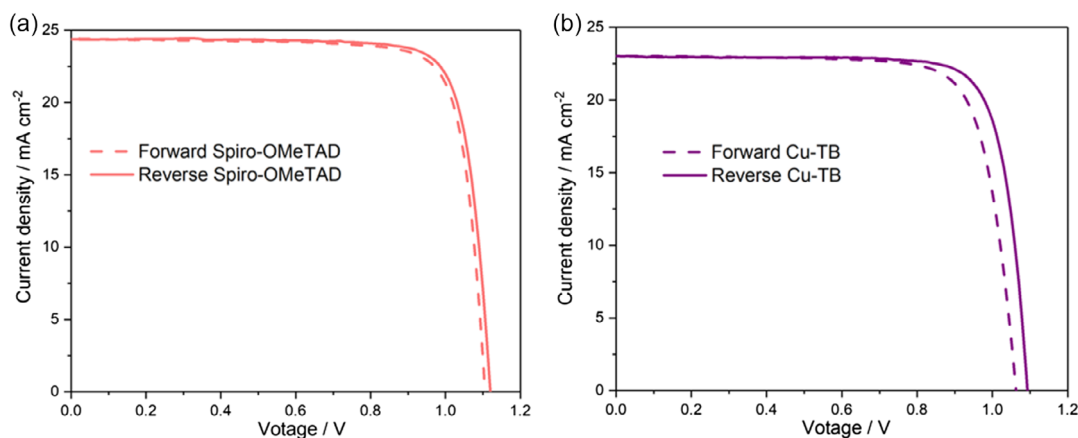 (a)
25
20
15
10
5
0
Current density / mA cm-2
Forward Spiro-OMeTAD
Reverse Spiro-OMeTAD
0.0 0.2 0.4 0.6 0.8 1.0 1.2
Votage / V
(b)
25
20
15
10
5
0
Current density / mA cm-2
Forward Cu-TB
Reverse Cu-TB
0.0 0.2 0.4 0.6 0.8 1.0 1.2
Votage / V